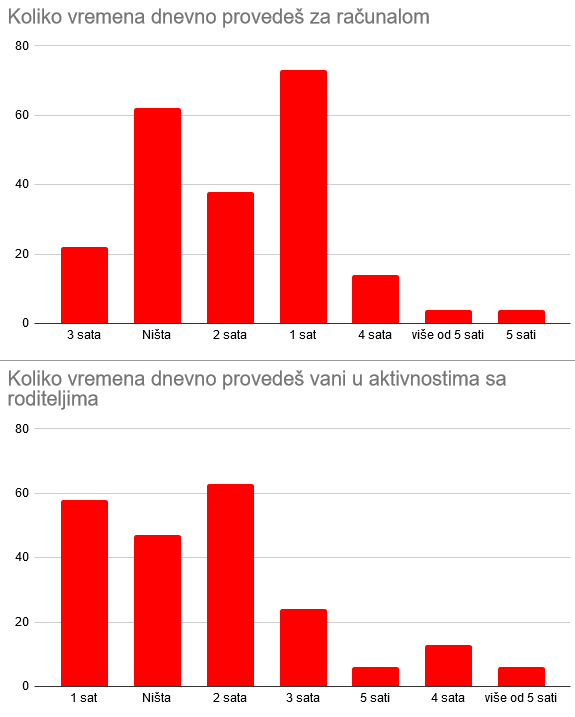 Koliko vremena dnevno provedeš za računalom
80
60
40
20
0
3 sata Ništa 2 sata 1 sat 4 sata više od 5 sati 5 sati
Koliko vremena dnevno provedeš vani u aktivnostima sa
roditeljima
80
60
40
20
0
1 sat Ništa 2 sata 3 sata 5 sati 4 sata više od 5 sati